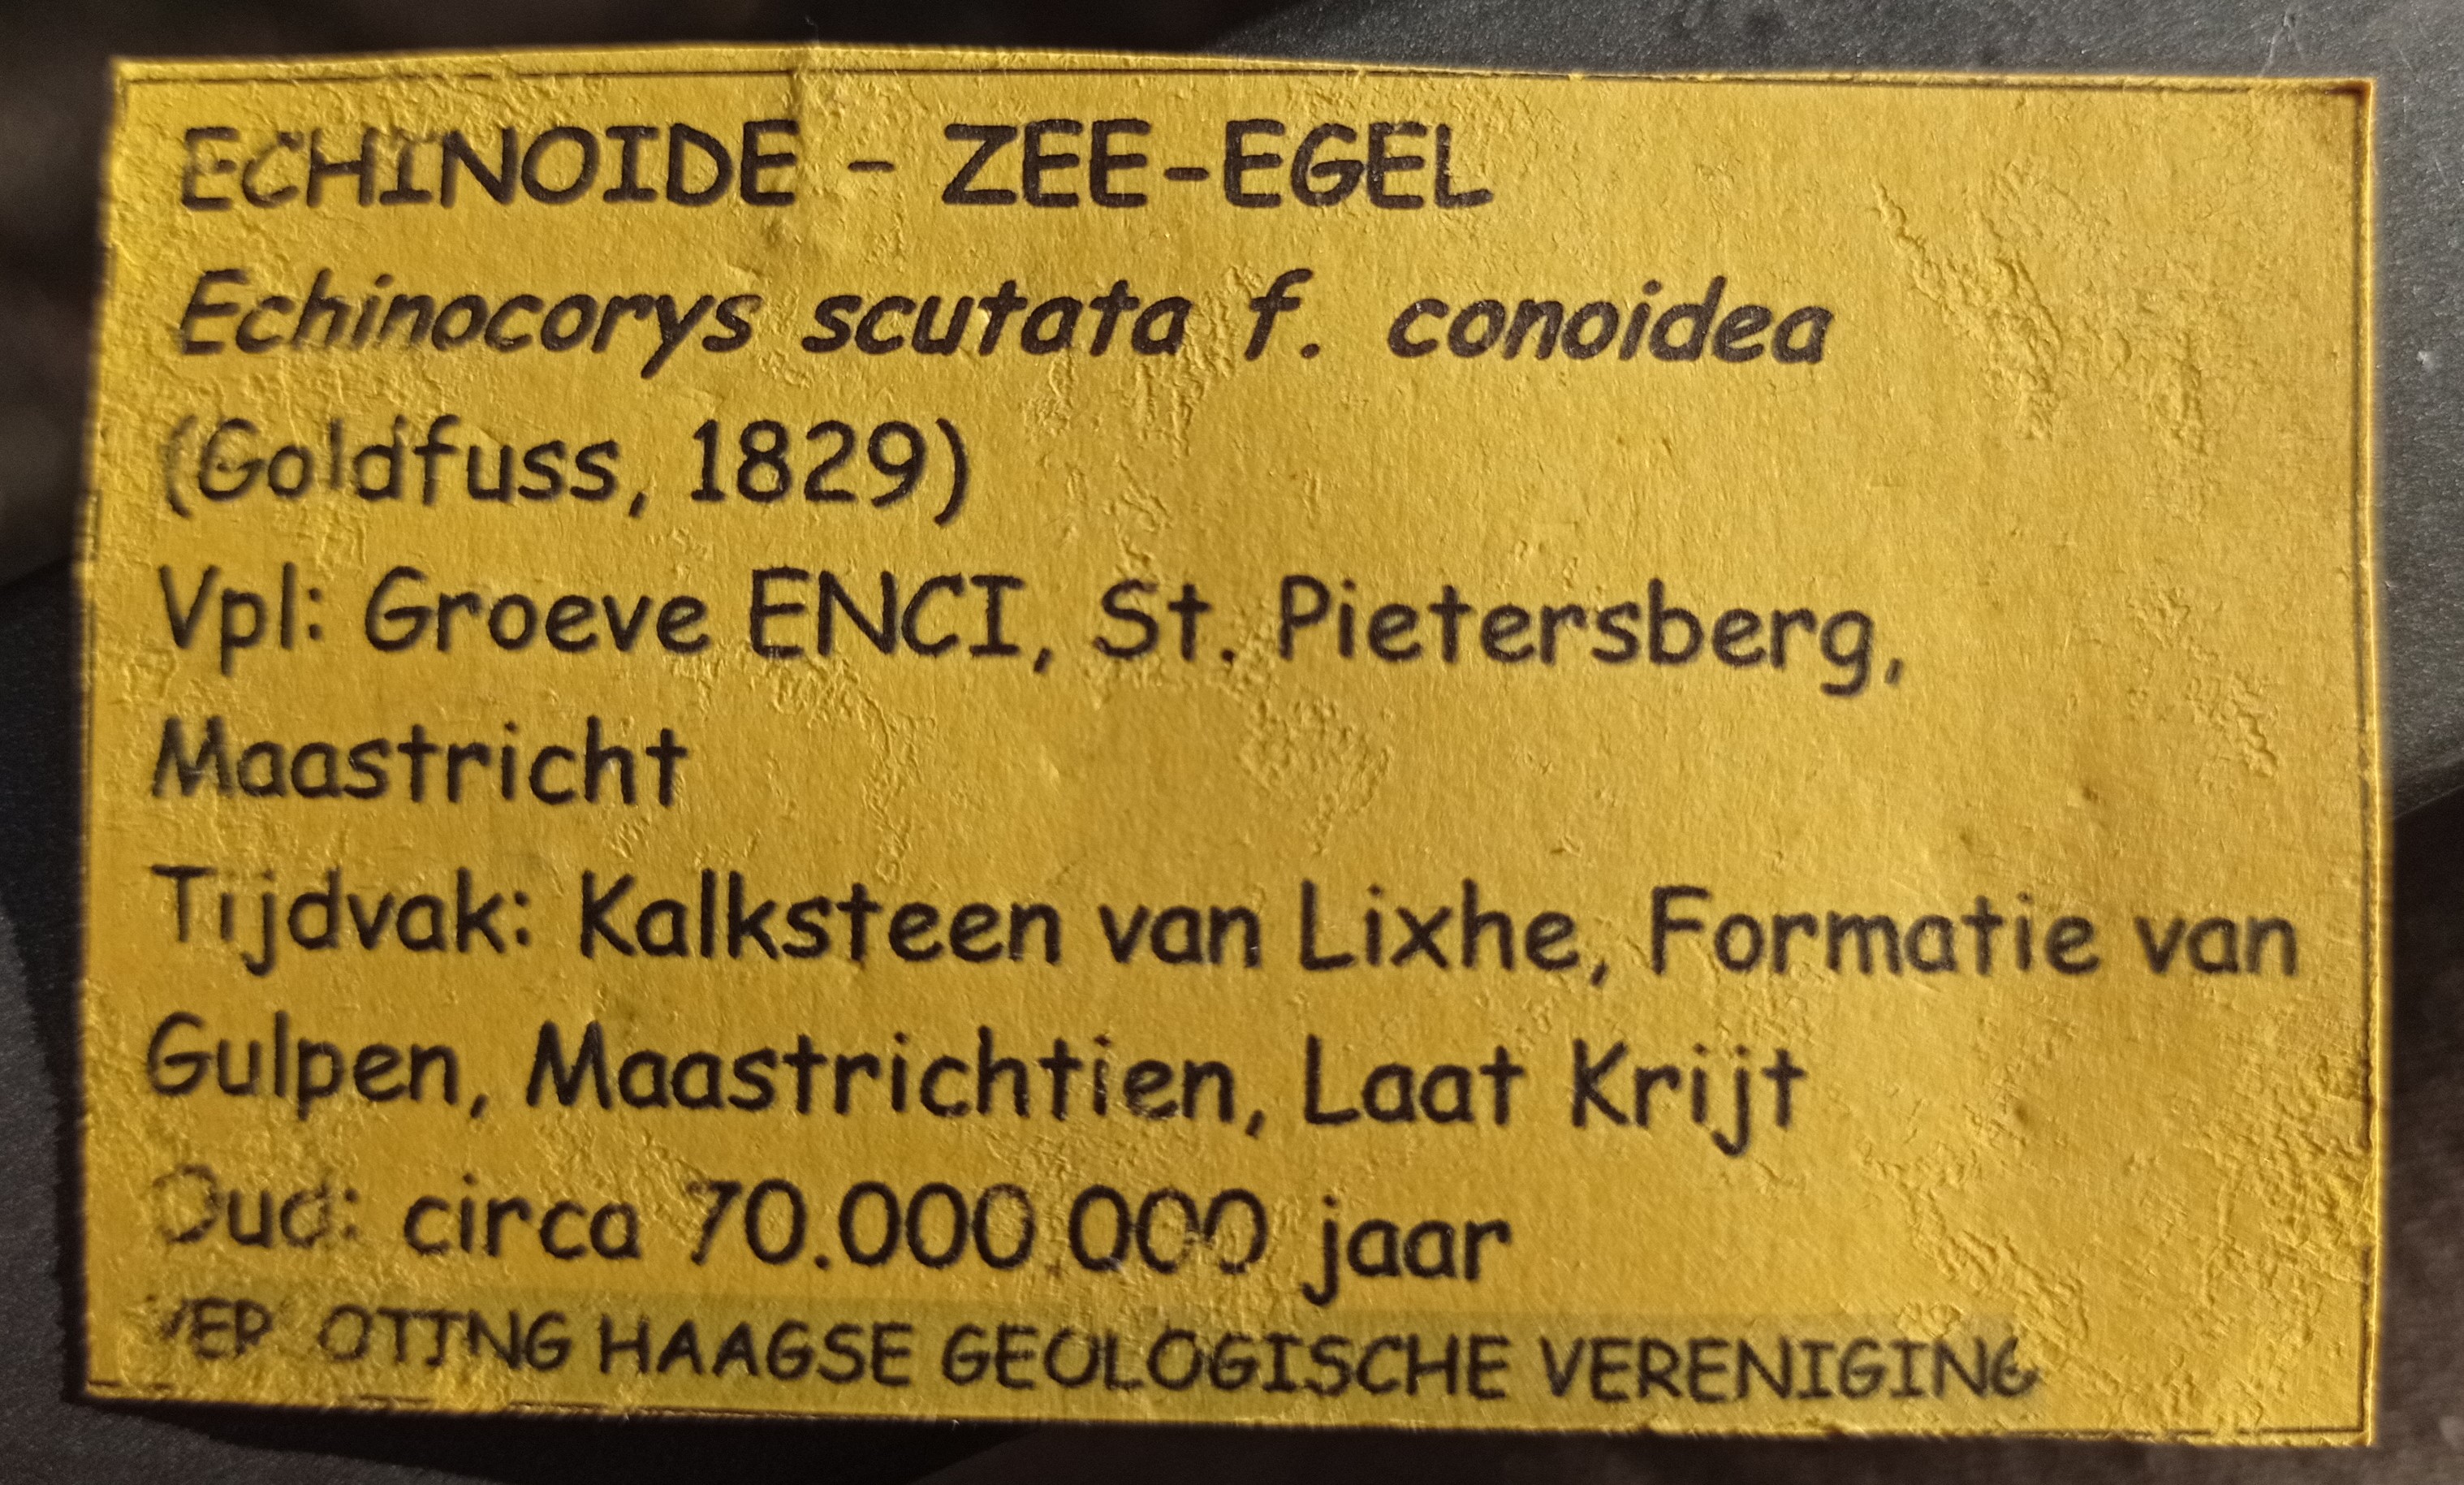 ECHINOIDE - ZEE-EGEL
Echinocorys scutata f. conoidea
(Goldfuss, 1829)
Vpl: Groeve ENCI, St. Pietersberg,
Maastricht
Tijdvak: Kalksteen van Lixhe, Formatie van
Gulpen, Maastrichtien, Laat Krijt
Oud: circa 70.000.000 jaar
HAAGSE GEOLOGISCHE VERENIGING